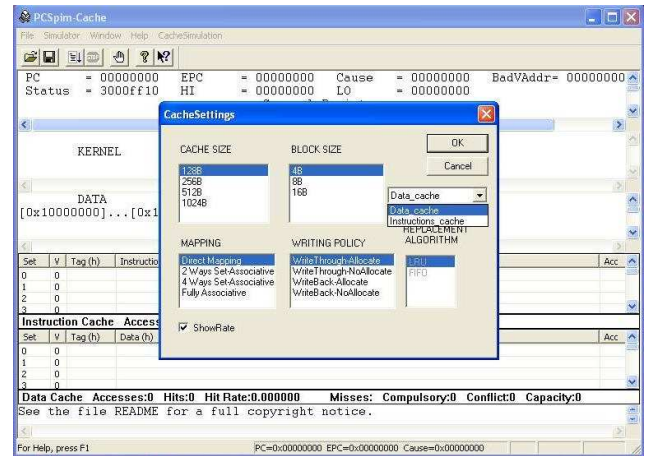 PCSpim-Cache
File Simulator Window Help CacheSimulation
PC = 00000000 EPC = 00000000 Cause = 00000000 BadVAddr= 00000000
Status = 3000ff10 HI = 00000000 LO = 00000000
CacheSettings
CACHE SIZE BLOCK SIZE OK
Cancel
128B 4B
256B 8B
512B 16B
1024B
Data_cache
Data_cache
Instructions_cache
KERNEL
DATA
[0x10000000]...[0x1
REPLACEMENT
MAPPING WRITING POLICY ALGORITHM
Direct Mapping WriteThrough-Allocate LRU
2 Ways Set-Associative WriteThrough-NoAllocate FIFO
4 Ways Set-Associative WriteBack-Allocate
Fully Associative WriteBack-NoAllocate
ShowRate
Set V Tag (h) Instructio Acc
0 0
1 0
2 0
3 0
Instruction Cache Access
Set V Tag (h) Data (h) Acc
0 0
1 0
2 0
3 0
Data Cache Accesses:0 Hits:0 Hit Rate:0.000000 Misses: Compulsory:0 Conflict:0 Capacity:0
See the file README for a full copyright notice.
For Help, press F1 PC=0x00000000 EPC=0x00000000 Cause=0x00000000